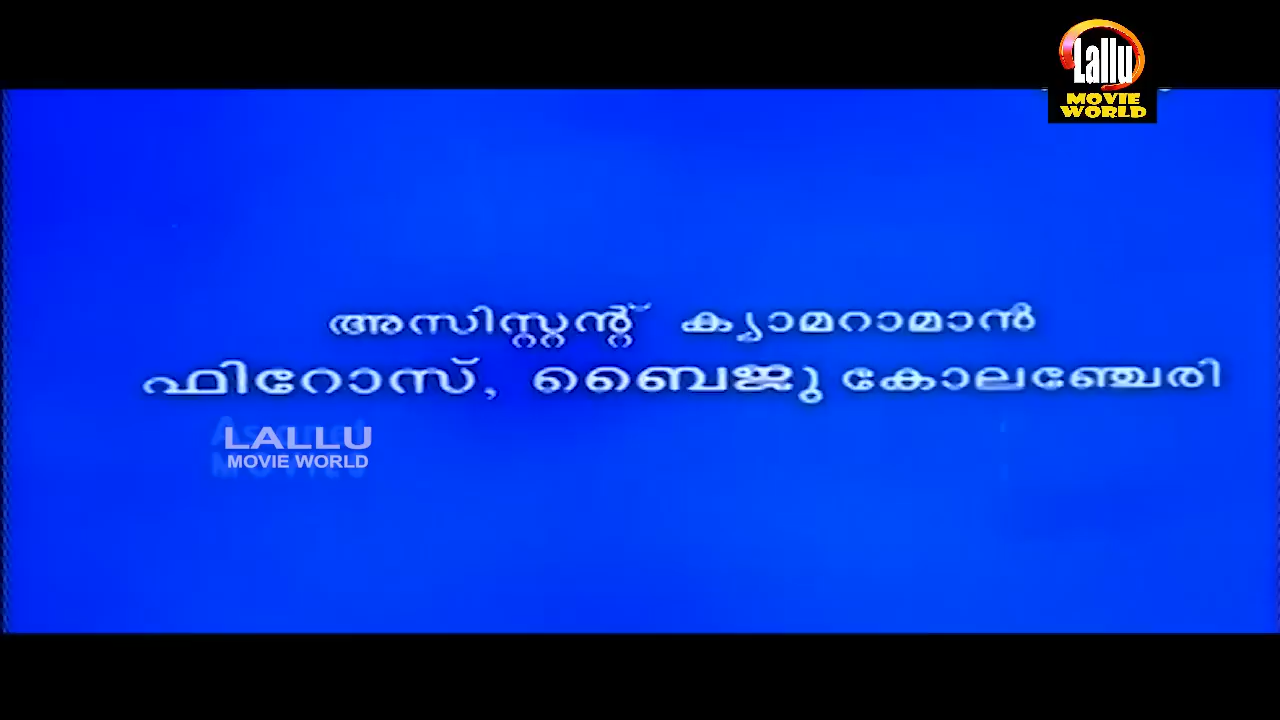 Lallu
MOVIE
WORLD
അസിസ്റ്റന്റ് ക്യാമറാമാൻ
ഫിറോസ്, ബൈജു കോലഞ്ചേരി
LALLU
MOVIE WORLD